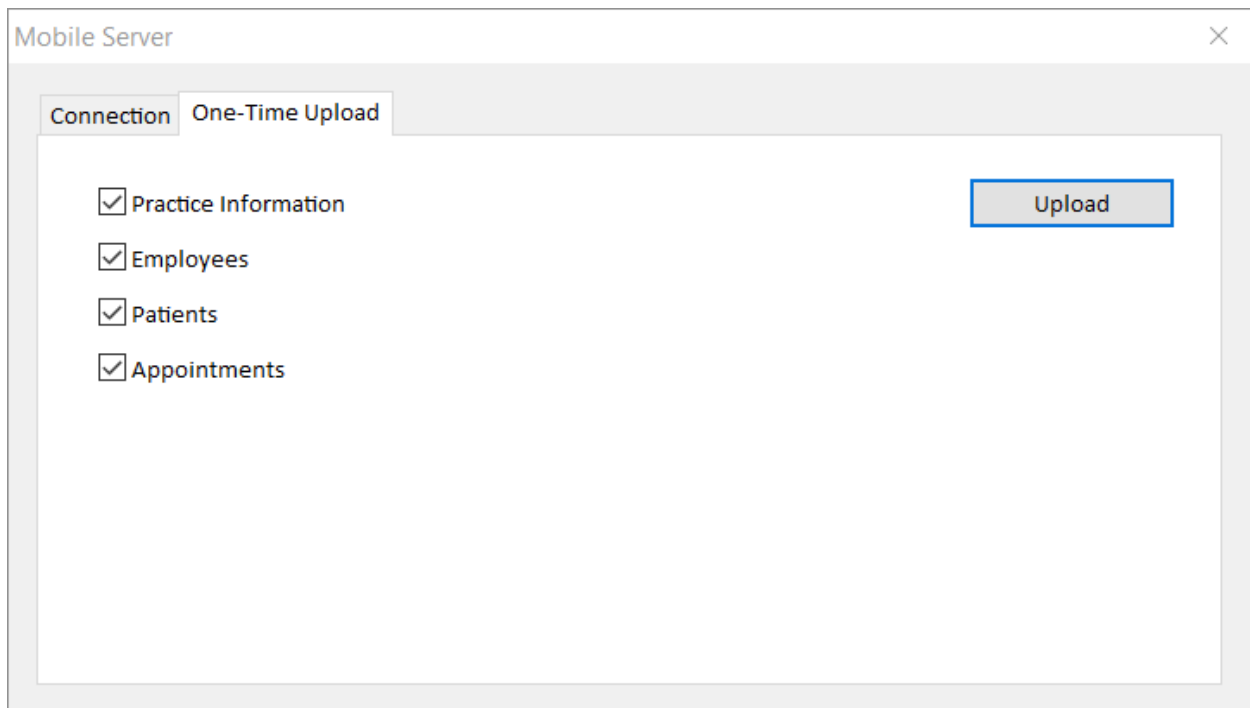 Mobile Server
Connection One-Time Upload
Practice Information Upload
Employees
Patients
Appointments